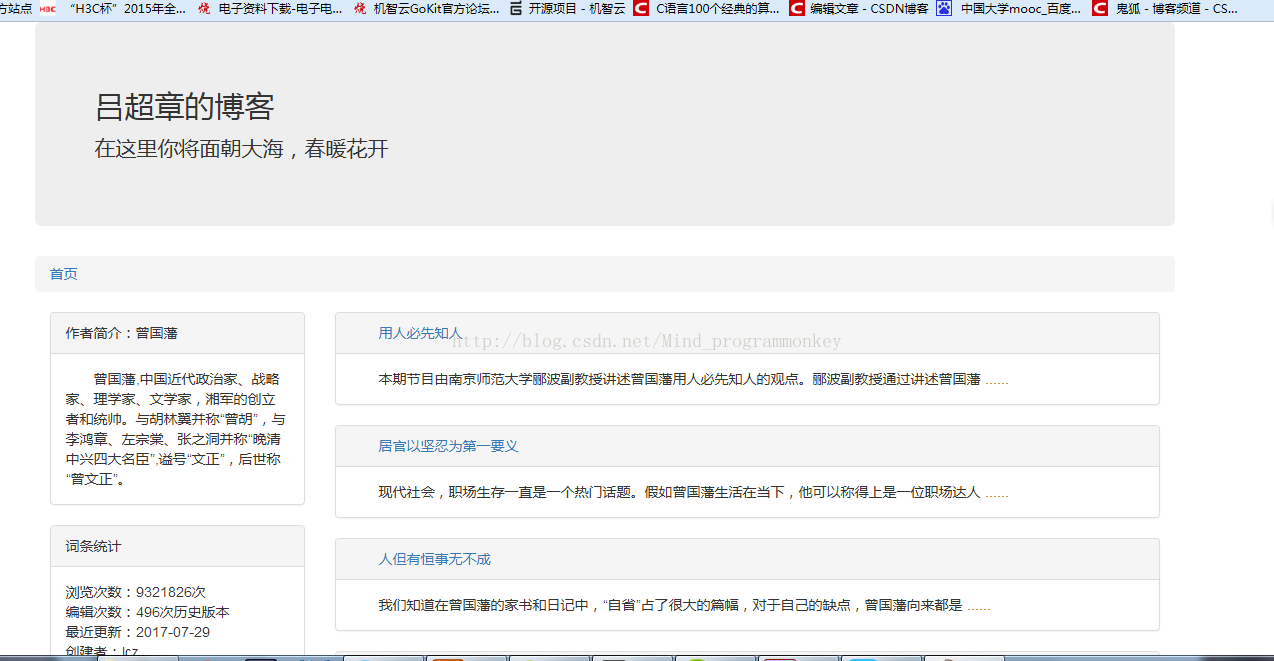 方站点 H3C “H3C杯”2015年全... 烧 电子资料下载-电子电... 烧 机智云GoKit官方论坛... 开源项目 - 机智云 C C语言100个经典的算... C 编辑文章 - CSDN博客 中国大学mooc_百度... C 鬼狐 - 博客频道 - CS...
吕超章的博客
在这里你将面朝大海，春暖花开
首页
作者简介：曾国藩
曾国藩,中国近代政治家、战略
家、理学家、文学家，湘军的创立
者和统帅。与胡林翼并称“曾胡”，与
李鸿章、左宗棠、张之洞并称“晚清
中兴四大名臣”,谥号“文正”，后世称
“曾文正”。
词条统计
浏览次数：9321826次
编辑次数：496次历史版本
最近更新：2017-07-29
创建者：lcz
用人必先知人
http://blog.csdn.net/Mind_programmonkey
本期节目由南京师范大学郦波副教授讲述曾国藩用人必先知人的观点。郦波副教授通过讲述曾国藩 ......
居官以坚忍为第一要义
现代社会，职场生存一直是一个热门话题。假如曾国藩生活在当下，他可以称得上是一位职场达人 ......
人但有恒事无不成
我们知道在曾国藩的家书和日记中，“自省”占了很大的篇幅，对于自己的缺点，曾国藩向来都是 ......